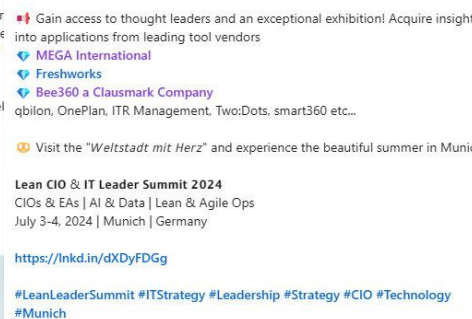 Gain access to thought leaders and an exceptional exhibition! Acquire insight
into applications from leading tool vendors
MEGA International
Freshworks
Bee360 a Clausmark Company
qbilon, OnePlan, ITR Management, Two:Dots, smart360 etc...
Visit the "Weltstadt mit Herz" and experience the beautiful summer in Munic
Lean CIO & IT Leader Summit 2024
CIOs & EAs | AI & Data | Lean & Agile Ops
July 3-4, 2024 | Munich | Germany
https://lnkd.in/dXDyFDGg
#LeanLeaderSummit #ITStrategy #Leadership #Strategy #CIO #Technology
#Munich